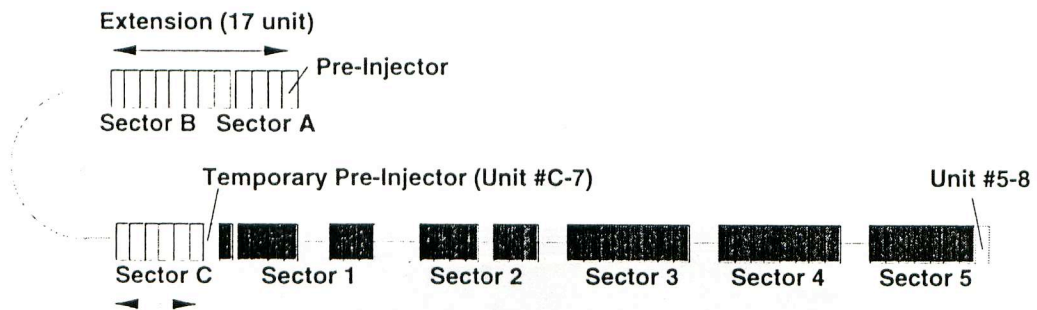 Extension (17 unit)
Pre-Injector
Sector B Sector A
Temporary Pre-Injector (Unit #C-7)
Unit #5-8
Sector C Sector 1 Sector 2 Sector 3 Sector 4 Sector 5